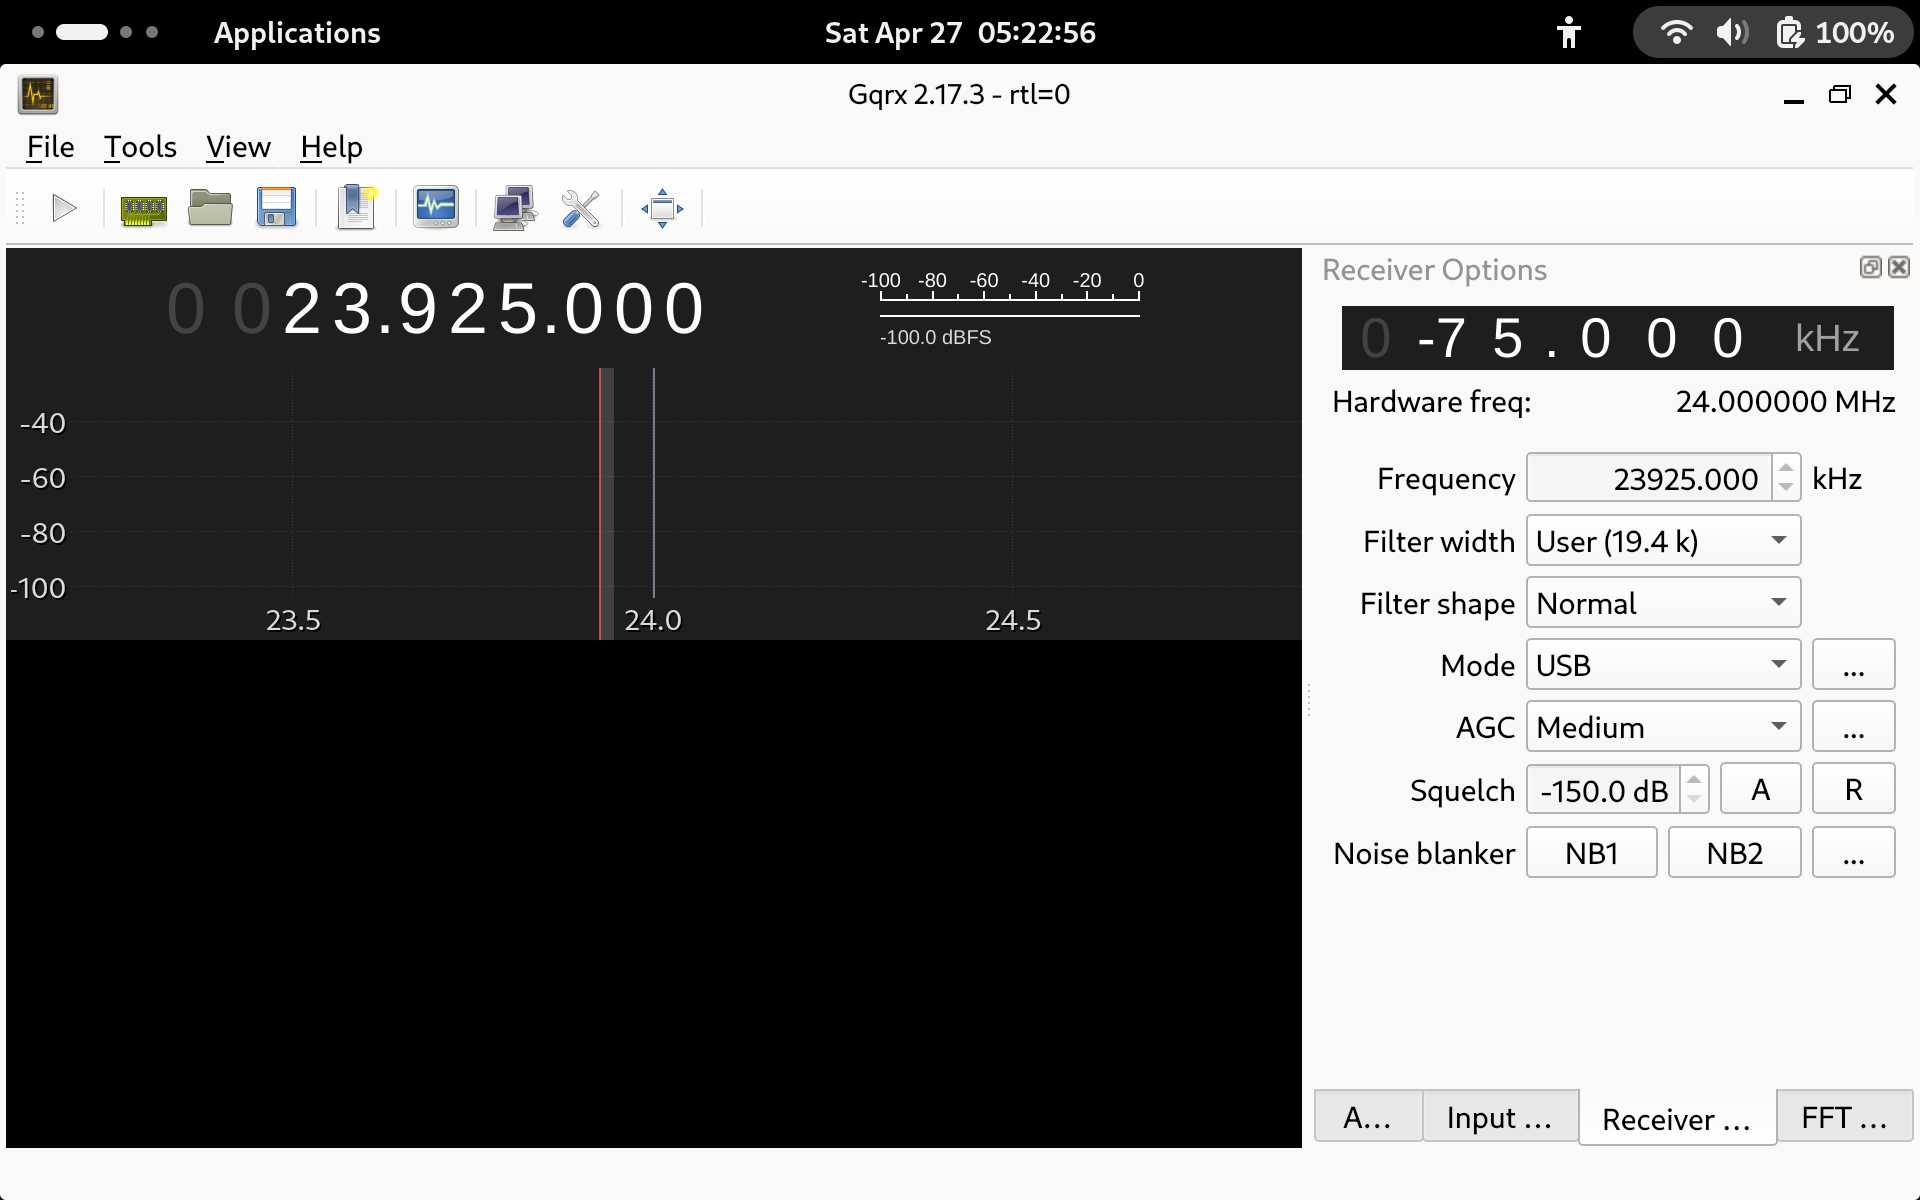 Applications Sat Apr 27 05:22:56 100%
Gqrx 2.17.3 - rtl=0
File Tools View Help
0 023.925.000
-100 -80 -60 -40 -20 0
-100.0 dBFS
-40
-60
-80
-100
23.5 24.0 24.5
Receiver Options
0 -75.000 kHz
Hardware freq: 24.000000 MHz
Frequency 23925.000 kHz
Filter width User (19.4 k)
Filter shape Normal
Mode USB ...
AGC Medium ...
Squelch -150.0 dB A R
Noise blanker NB1 NB2 ...
A... Input ... Receiver ... FFT ...